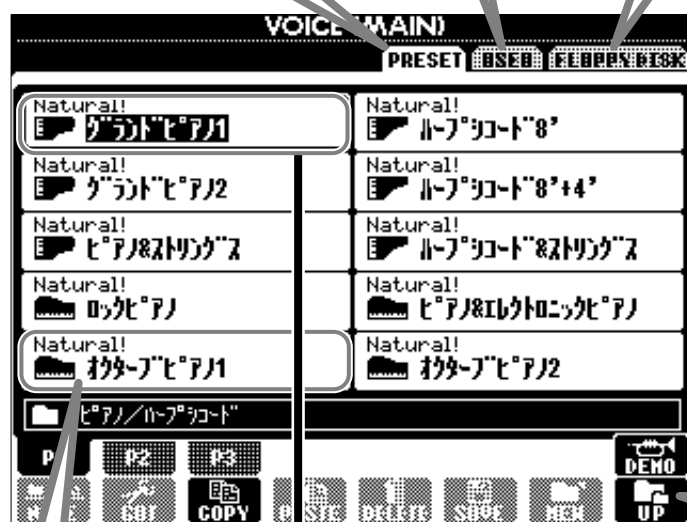 VOICE (MAIN)
PRESET USER FLOPPY DISK
Natural!
グランドピアノ1
Natural!
ハープシコード8'
Natural!
グランドピアノ2
Natural!
ハープシコード8'+4'
Natural!
ピアノ&ストリングス
Natural!
ハープシコード&ストリングス
Natural!
ロックピアノ
Natural!
ピアノ&エレクトロニックピアノ
Natural!
オクターブピアノ1
Natural!
オクターブピアノ2
ピアノ/ハープシコード
P2 P3
DEMO
CUT COPY PASTE DELETE SAVE NEW UP